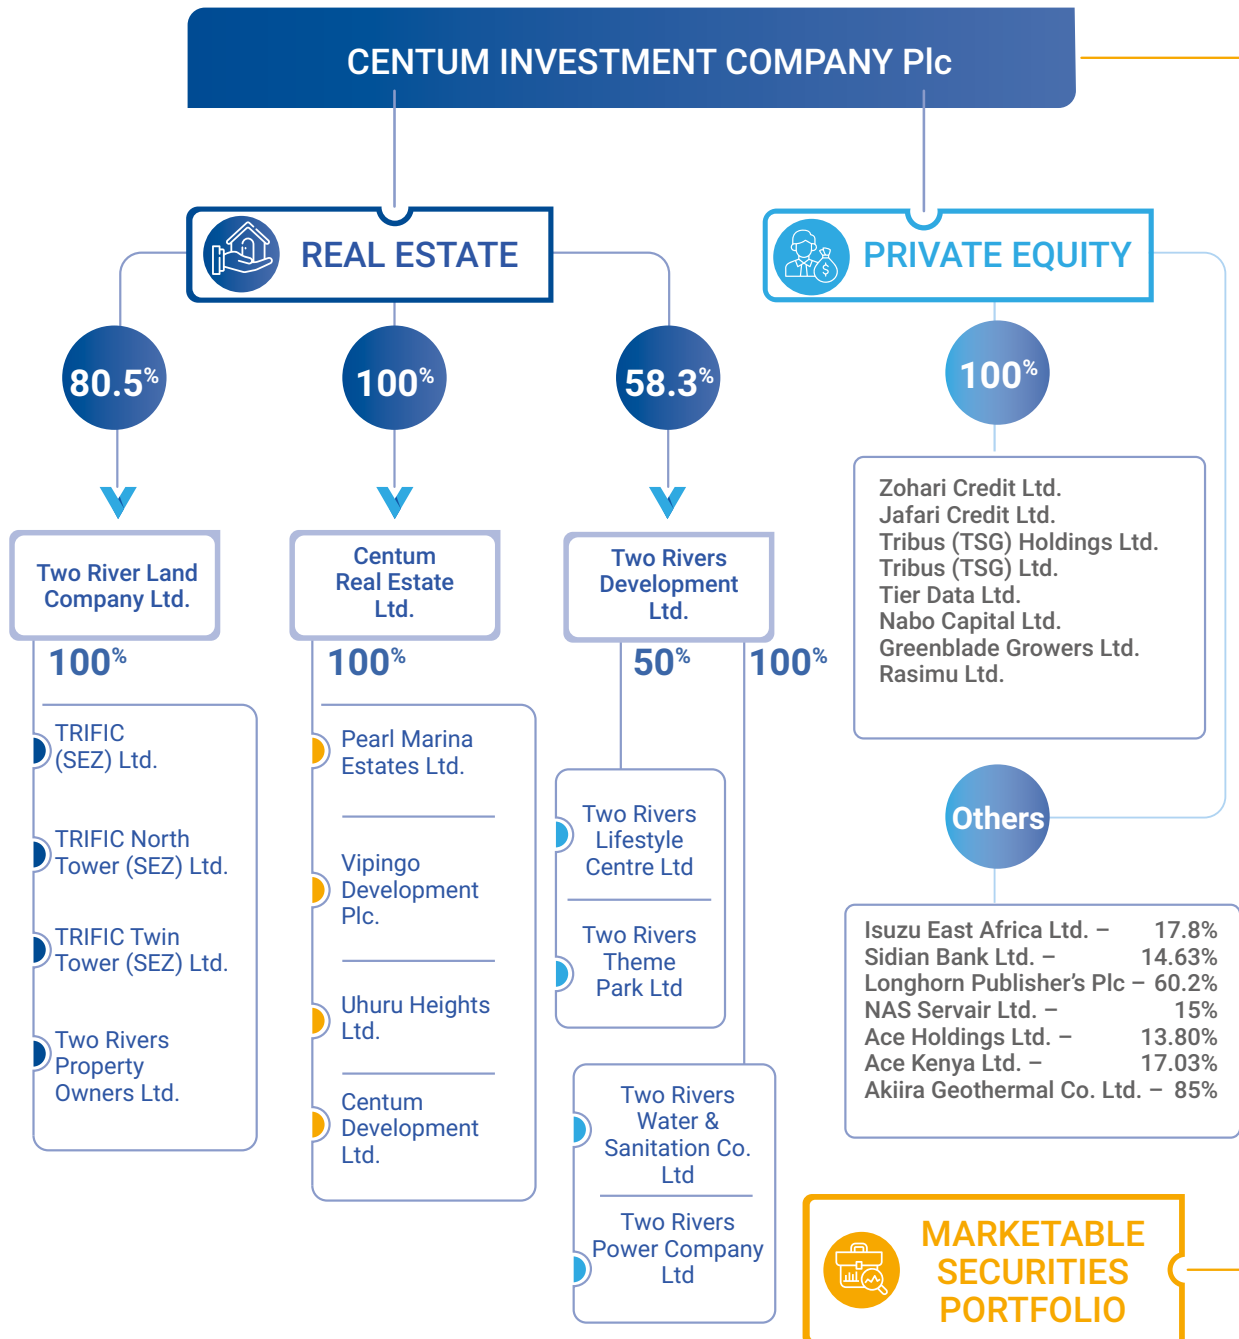 CENTUM INVESTMENT COMPANY Plc
REAL ESTATE
80.5%
100%
58.3%
Two River Land
Company Ltd.
100%
TRIFIC
(SEZ) Ltd.
TRIFIC North
Tower (SEZ) Ltd.
TRIFIC Twin
Tower (SEZ) Ltd.
Two Rivers
Property
Owners Ltd.
Centum
Real Estate
Ltd.
100%
Pearl Marina
Estates Ltd.
Vipingo
Development
Plc.
Uhuru Heights
Ltd.
Centum
Development
Ltd.
Two Rivers
Development
Ltd.
50%
100%
Two Rivers
Lifestyle
Centre Ltd
Two Rivers
Theme
Park Ltd
Two Rivers
Water &
Sanitation Co.
Ltd
Two Rivers
Power Company
Ltd
PRIVATE EQUITY
$
100%
Zohari Credit Ltd.
Jafari Credit Ltd.
Tribus (TSG) Holdings Ltd.
Tribus (TSG) Ltd.
Tier Data Ltd.
Nabo Capital Ltd.
Greenblade Growers Ltd.
Rasimu Ltd.
Others
Isuzu East Africa Ltd. – 17.8%
Sidian Bank Ltd. – 14.63%
Longhorn Publisher's Plc – 60.2%
NAS Servair Ltd. – 15%
Ace Holdings Ltd. – 13.80%
Ace Kenya Ltd. – 17.03%
Akiira Geothermal Co. Ltd. – 85%
MARKETABLE
SECURITIES
PORTFOLIO